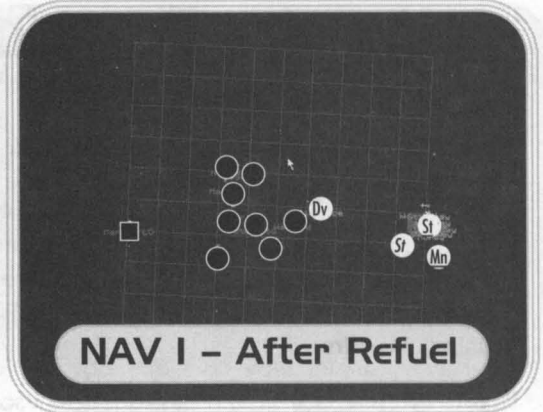 Dv
St
St
Mn
NAV I – After Refuel